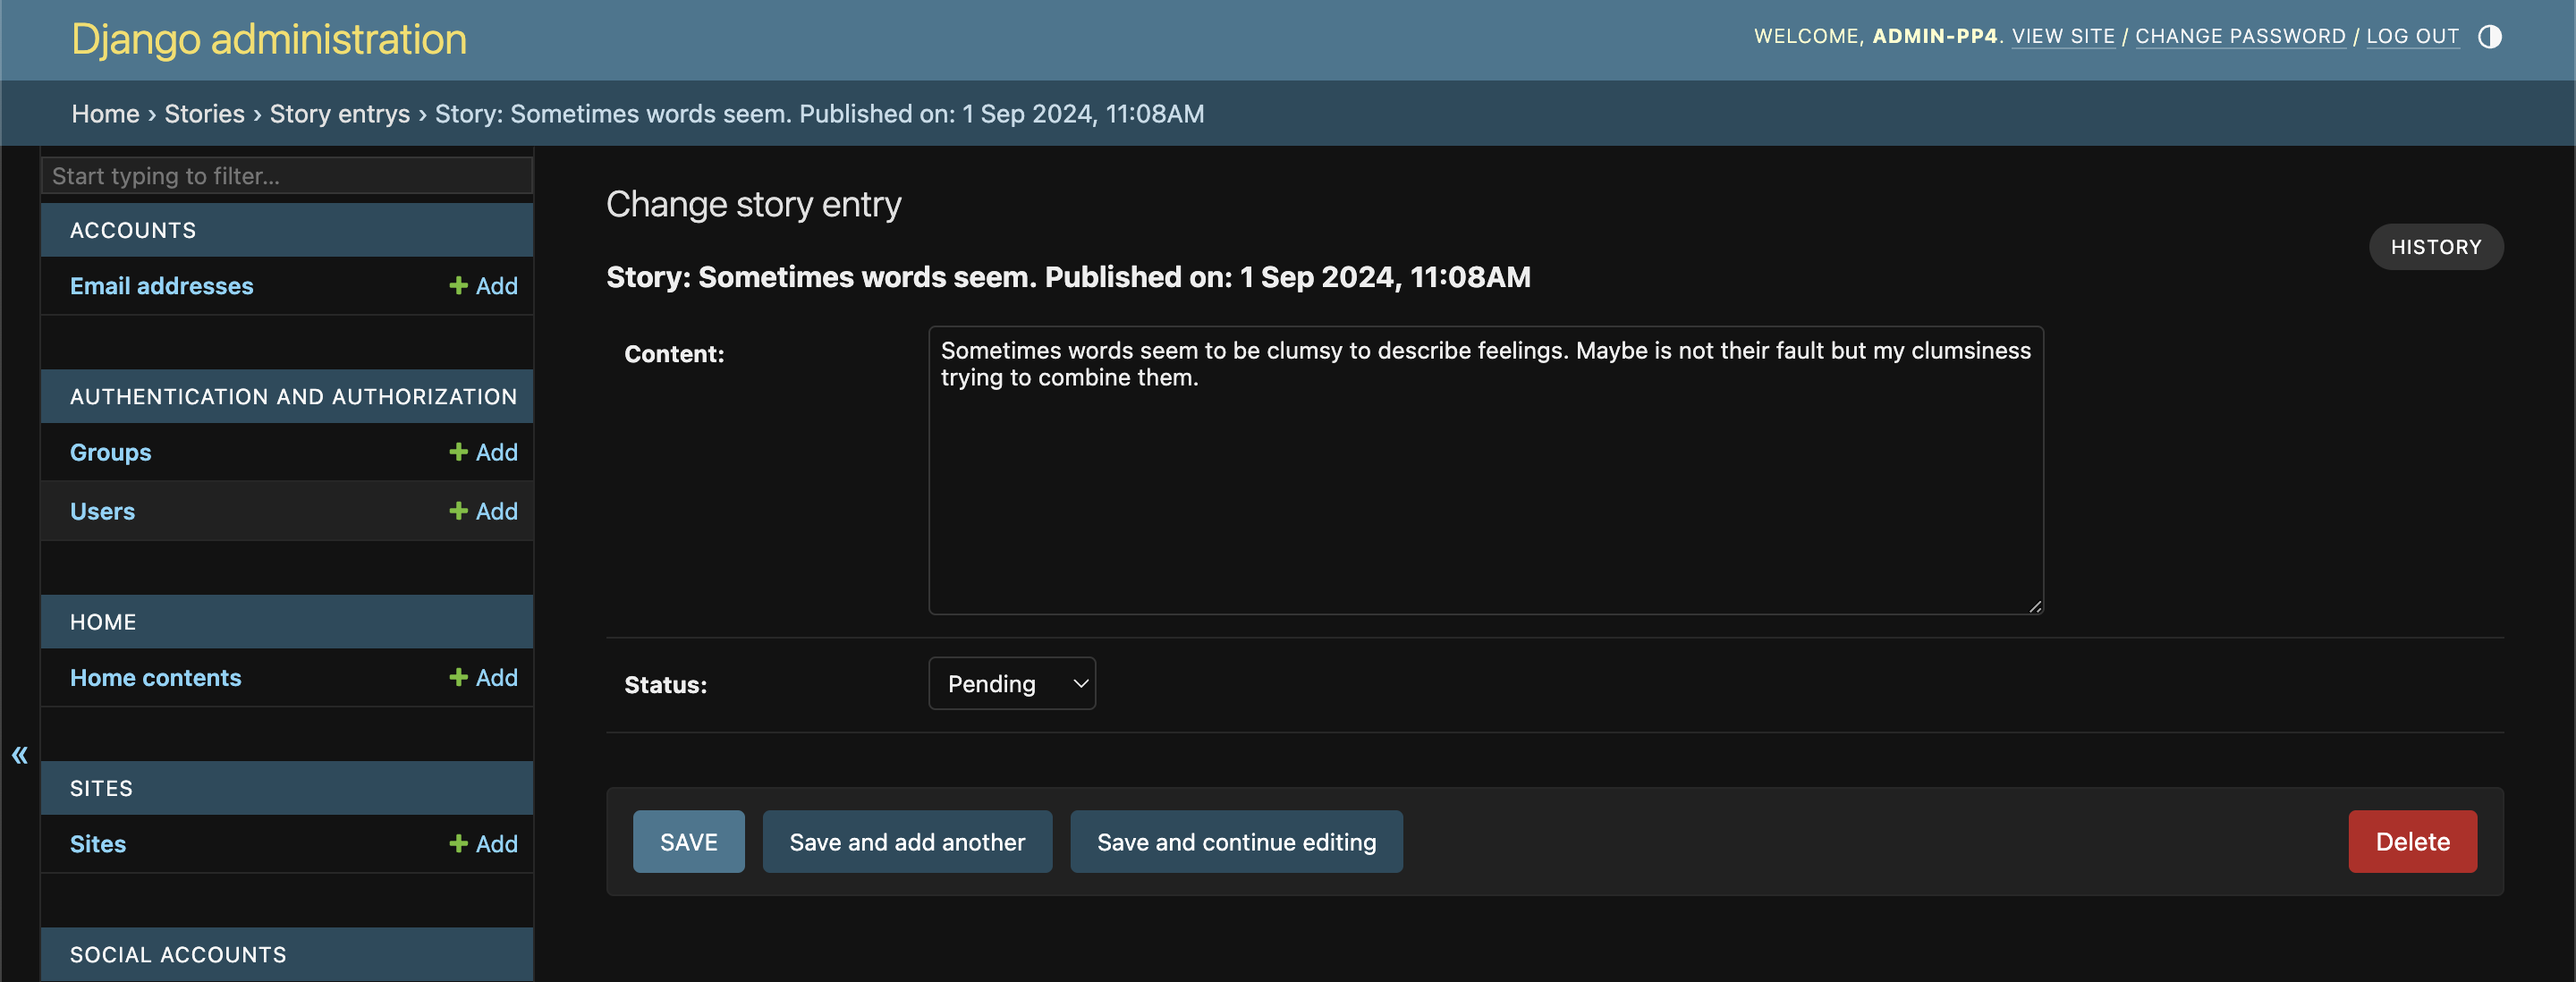 Django administration
WELCOME, ADMIN-PP4. VIEW SITE / CHANGE PASSWORD / LOG OUT
Home › Stories › Story entrys › Story: Sometimes words seem. Published on: 1 Sep 2024, 11:08AM
Start typing to filter...
ACCOUNTS
Email addresses + Add
AUTHENTICATION AND AUTHORIZATION
Groups + Add
Users + Add
HOME
Home contents + Add
«
SITES
Sites + Add
SOCIAL ACCOUNTS
Change story entry
HISTORY
Story: Sometimes words seem. Published on: 1 Sep 2024, 11:08AM
Content:
Sometimes words seem to be clumsy to describe feelings. Maybe is not their fault but my clumsiness
trying to combine them.
Status:
Pending
SAVE
Save and add another
Save and continue editing
Delete